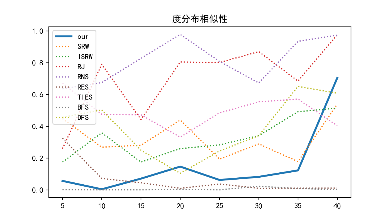 度分布相似性
our
SRW
ISRW
RJ
RNS
RES
TIES
BFS
DFS
1.0
0.8
0.6
0.4
0.2
0.0
5 10 15 20 25 30 35 40